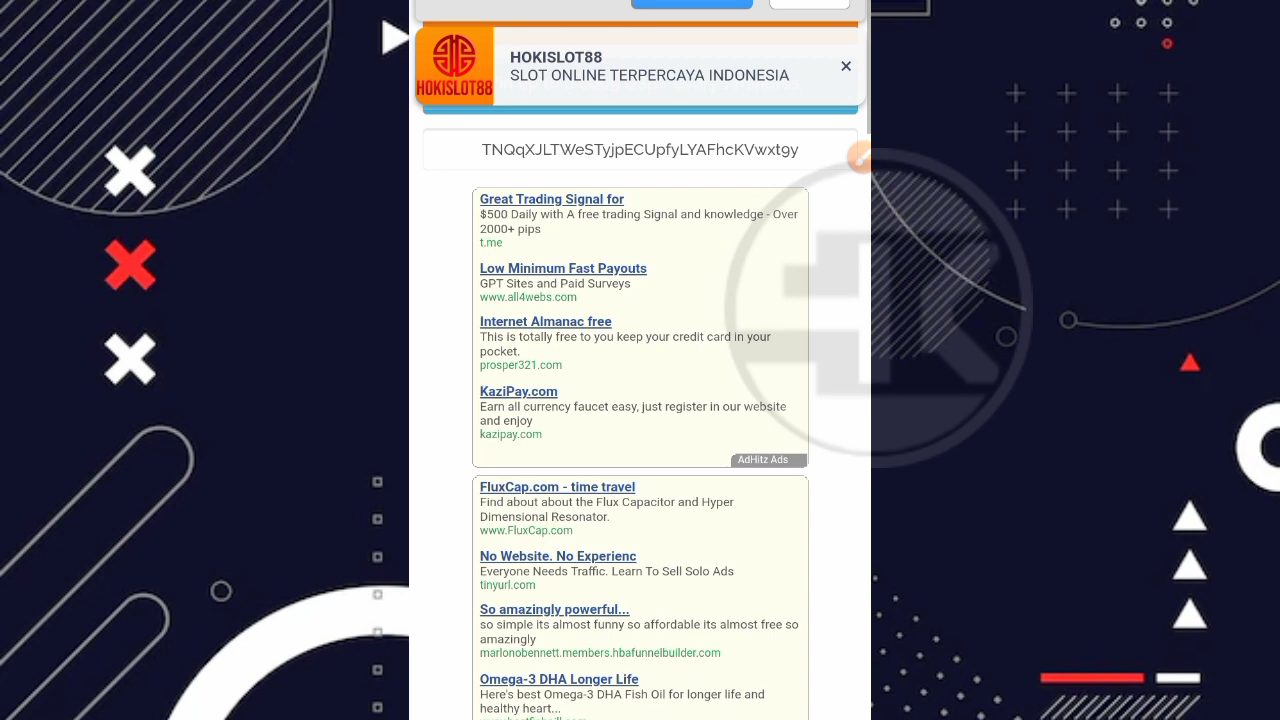 HOKISLOT88
HOKISLOT88
SLOT ONLINE TERPERCAYA INDONESIA
×
TNQqXJLTWeSTyjpECUpfyLYAFhcKVwxt9y
Great Trading Signal for
$500 Daily with A free trading Signal and knowledge - Over
2000+ pips
t.me
Low Minimum Fast Payouts
GPT Sites and Paid Surveys
www.all4webs.com
Internet Almanac free
This is totally free to you keep your credit card in your
pocket.
prosper321.com
KaziPay.com
Earn all currency faucet easy, just register in our website
and enjoy
kazipay.com
AdHitz Ads
FluxCap.com - time travel
Find about about the Flux Capacitor and Hyper
Dimensional Resonator.
www.FluxCap.com
No Website. No Experienc
Everyone Needs Traffic. Learn To Sell Solo Ads
tinyurl.com
So amazingly powerful...
so simple its almost funny so affordable its almost free so
amazingly
marlonobennett.members.hbafunnelbuilder.com
Omega-3 DHA Longer Life
Here's best Omega-3 DHA Fish Oil for longer life and
healthy heart...